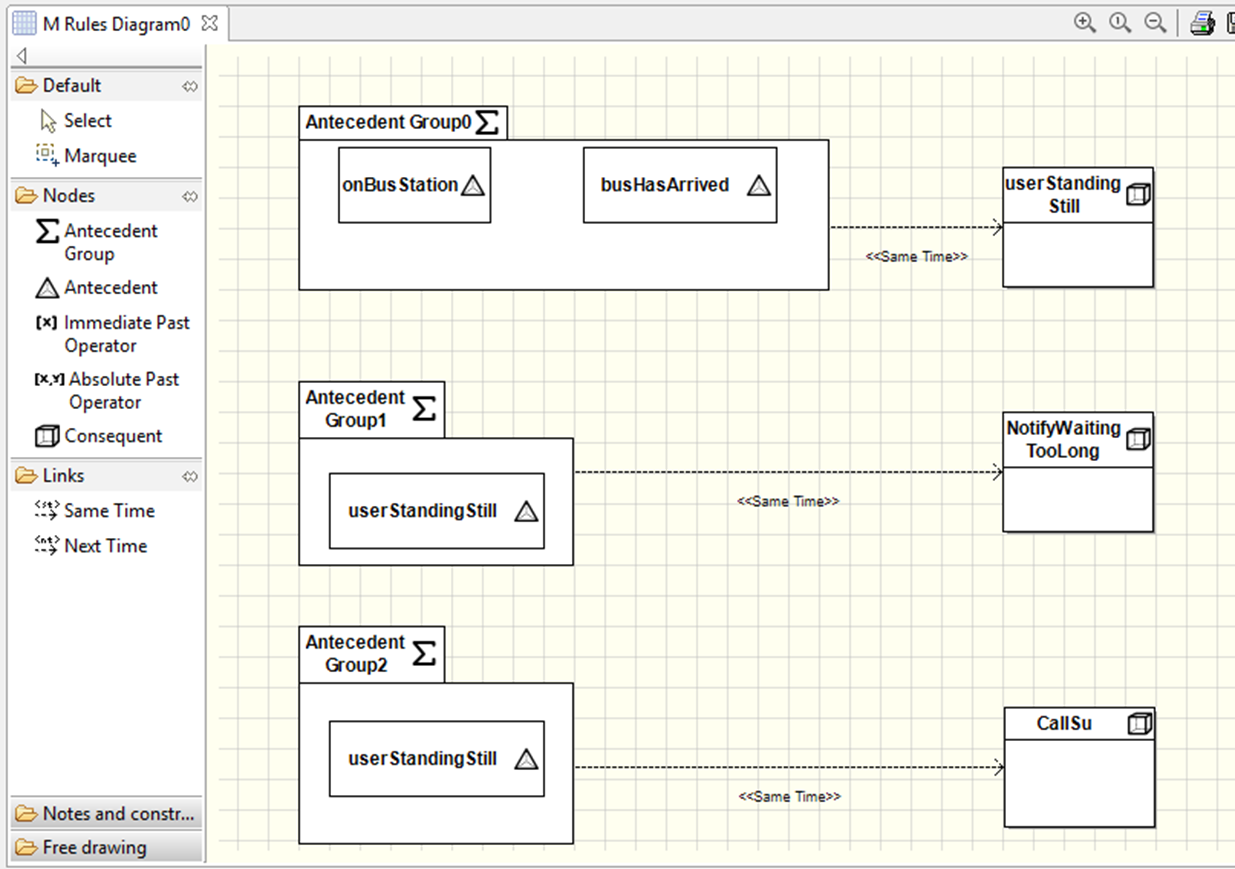 M Rules Diagram0
Default
Select
Marquee
Nodes
Σ Antecedent
Group
Antecedent
[x] Immediate Past
Operator
[x,y] Absolute Past
Operator
Consequent
Links
<st> Same Time
<nt> Next Time
Notes and constr...
Free drawing
Antecedent Group0 Σ
onBusStation
busHasArrived
<<Same Time>>
userStanding
Still
Antecedent
Group1 Σ
userStandingStill
<<Same Time>>
NotifyWaiting
TooLong
Antecedent
Group2 Σ
userStandingStill
<<Same Time>>
CallSu